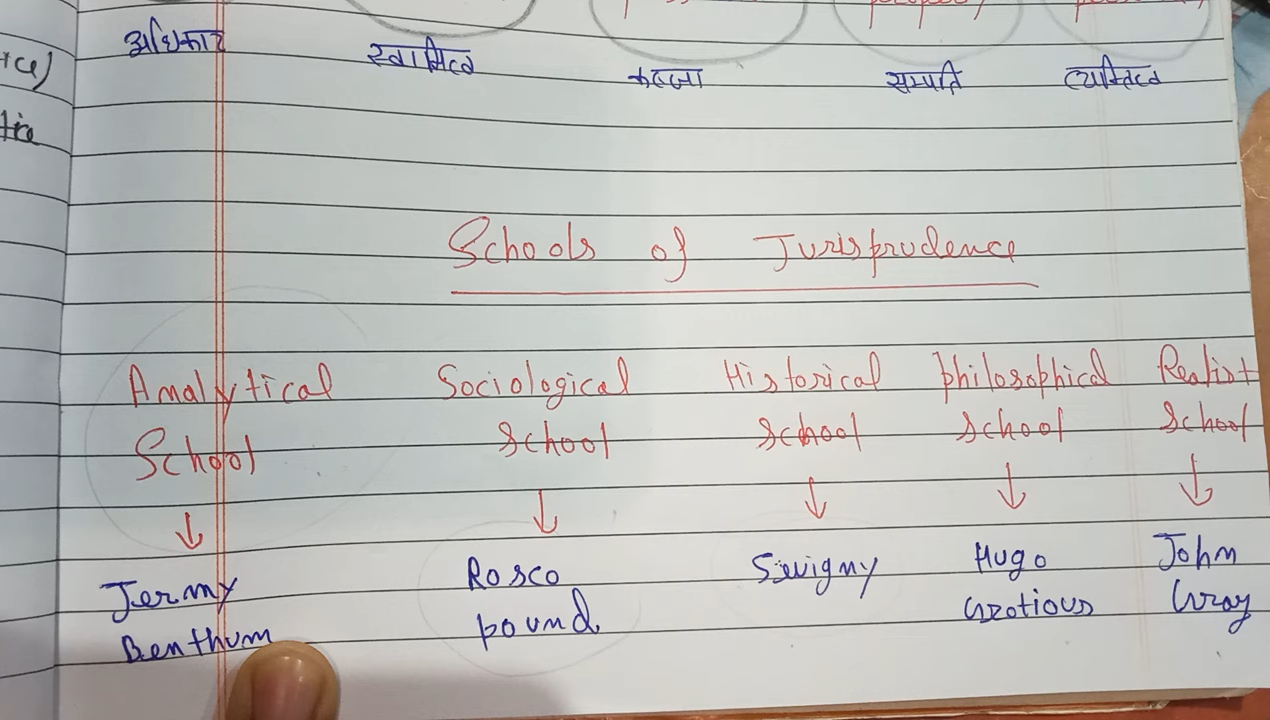 अधिकार स्वामित्व कब्जा सम्पति व्यक्तित्व
Schools of Jurisprudence
Analytical School
Sociological School
Historical School
Philosophical School
Realist School
↓ ↓ ↓ ↓ ↓
Jermy Benthum
Rosco pound
Savigny
Hugo Grotious
John Gray